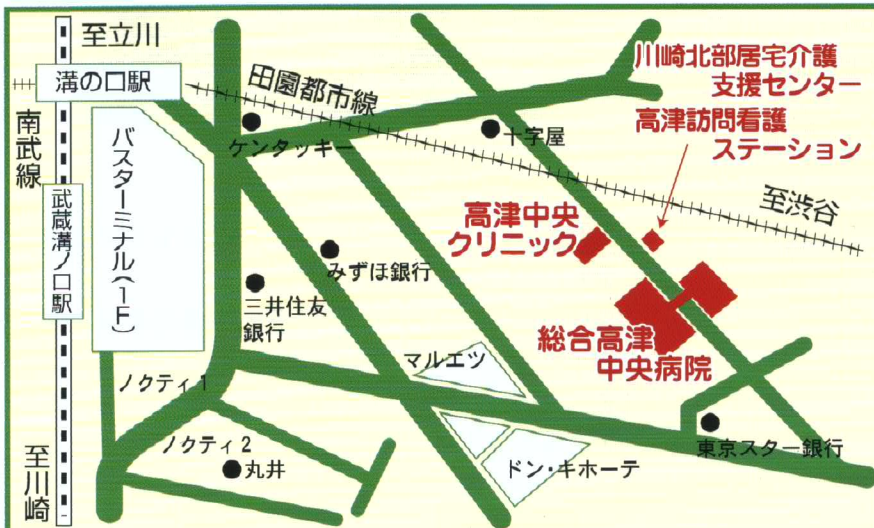 至立川
溝の口駅
南武線
武蔵溝ノ口駅
至川崎
バスターミナル(1F)
田園都市線
ケンタッキー
十字屋
川崎北部居宅介護
支援センター
高津訪問看護
ステーション
至渋谷
高津中央
クリニック
みずほ銀行
三井住友
銀行
総合高津
中央病院
マルエツ
ノクティ1
ノクティ2
丸井
ドン・キホーテ
東京スター銀行